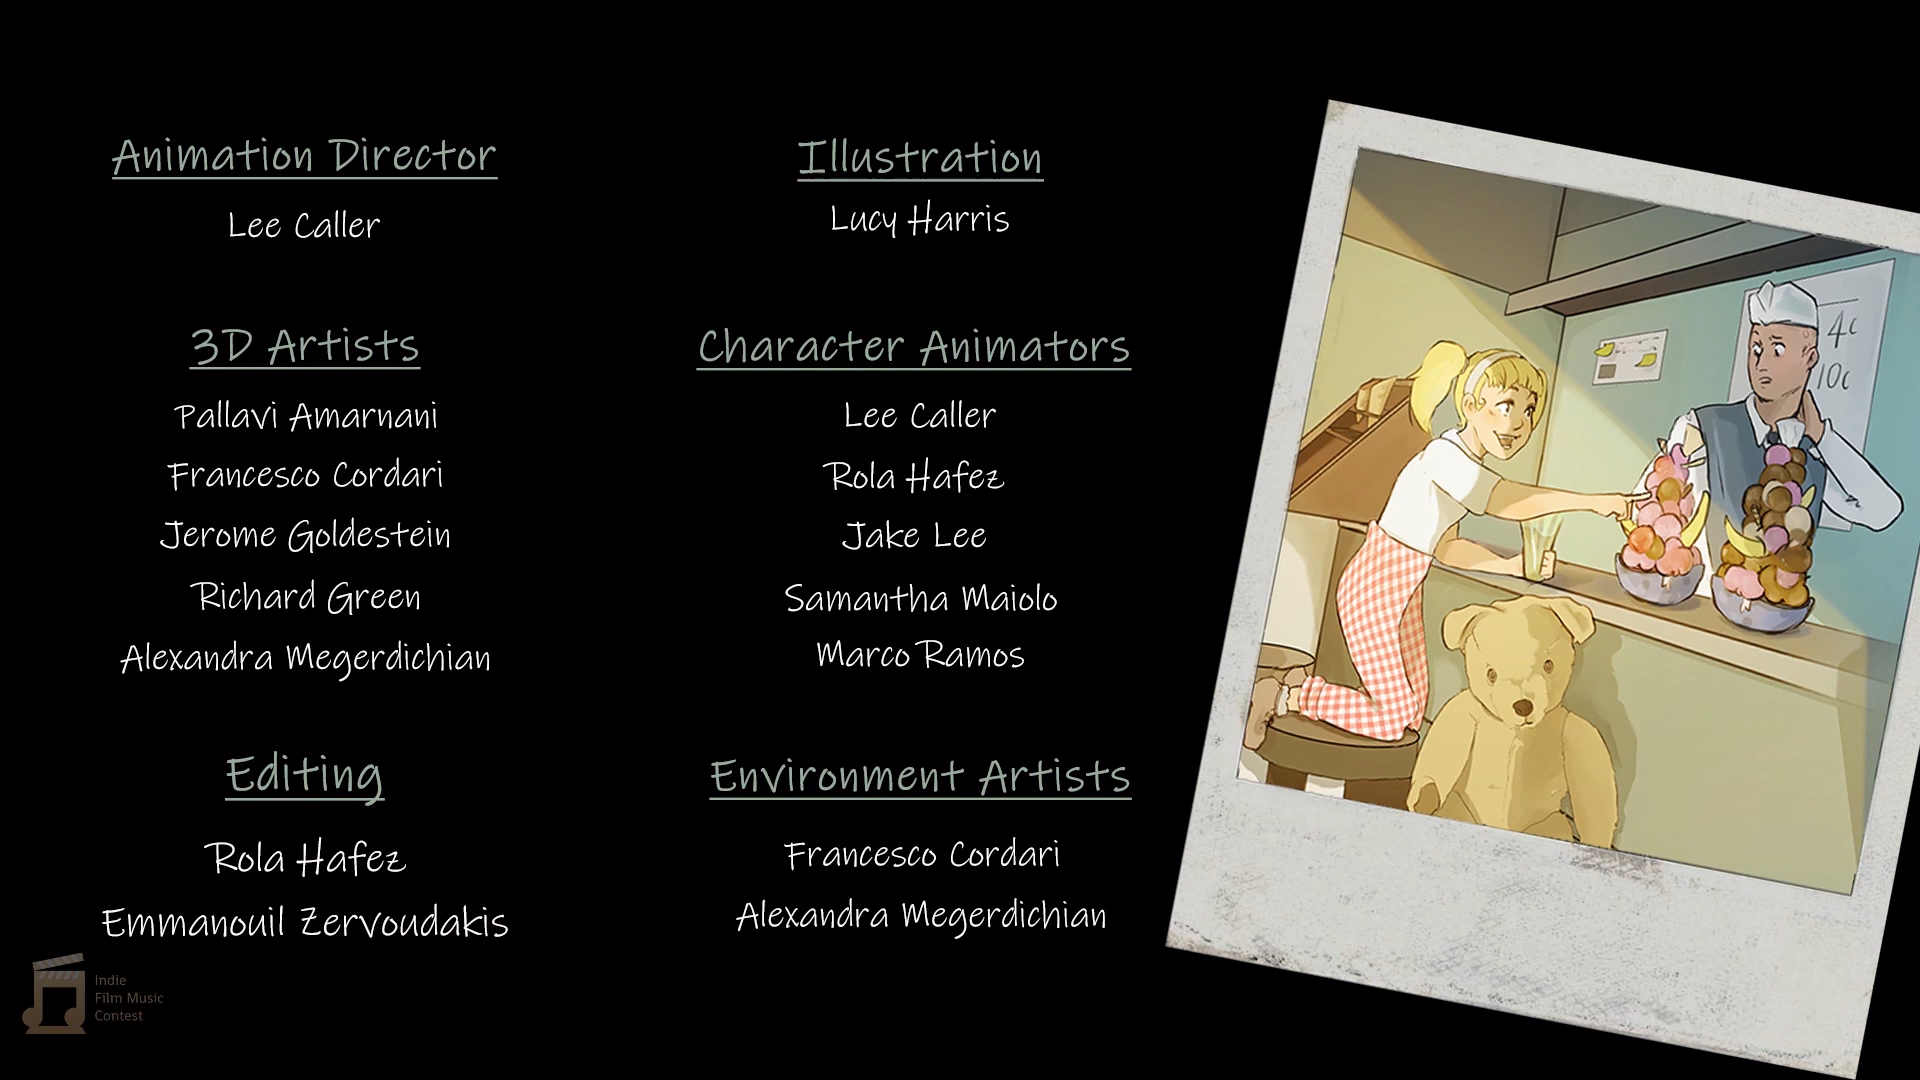 Animation Director
Lee Caller
3D Artists
Pallavi Amarnani
Francesco Cordari
Jerome Goldestein
Richard Green
Alexandra Megerdichian
Editing
Rola Hafez
Emmanouil Zervoudakis
Illustration
Lucy Harris
Character Animators
Lee Caller
Rola Hafez
Jake Lee
Samantha Maiolo
Marco Ramos
Environment Artists
Francesco Cordari
Alexandra Megerdichian
4c
10c
Indie
Film Music
Contest